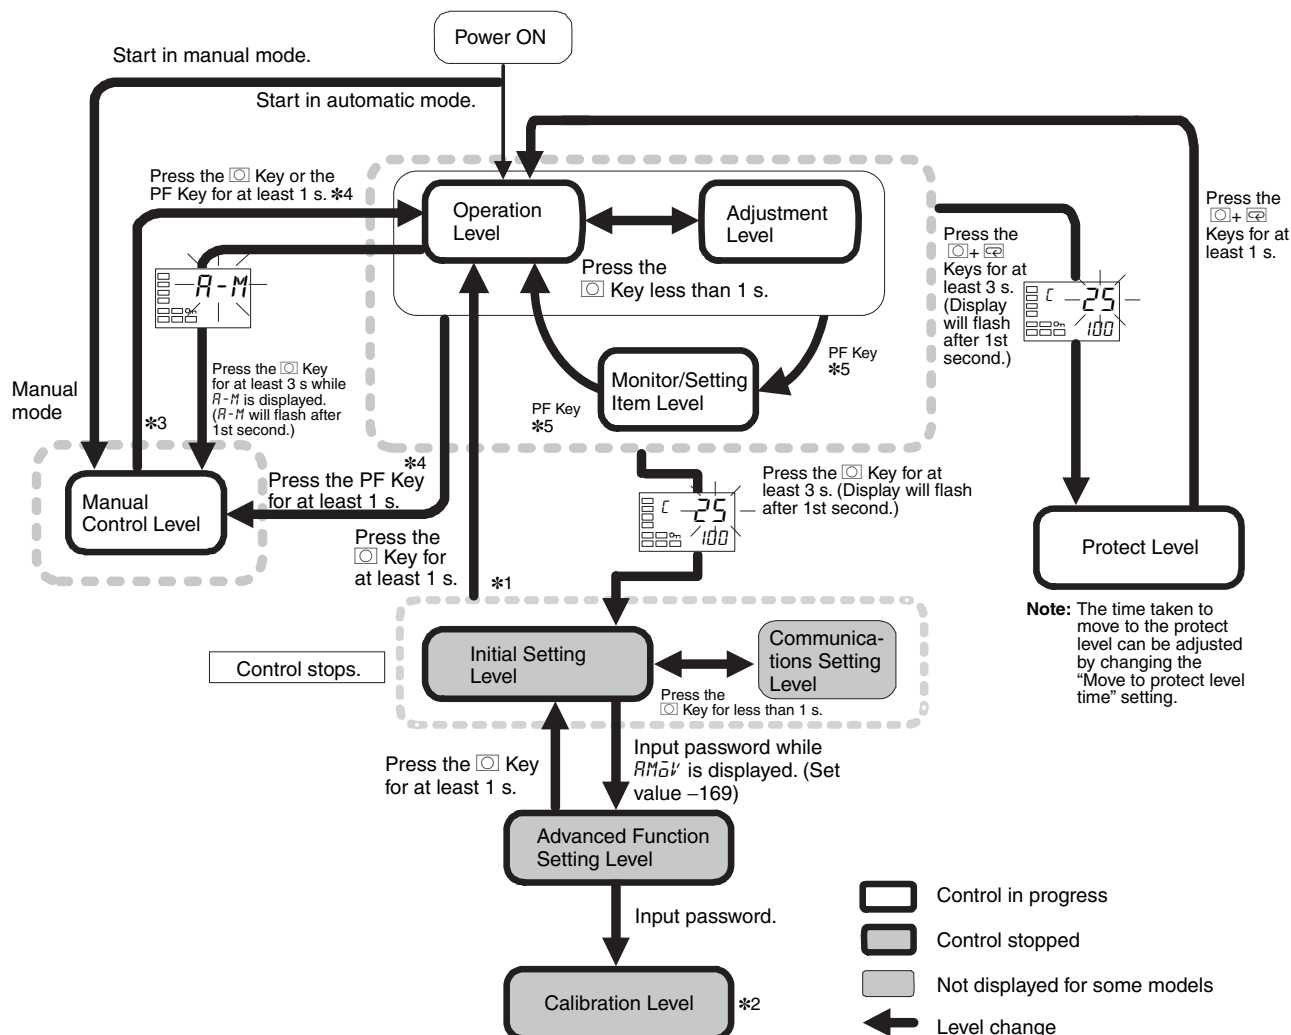 Power ON
Start in manual mode.
Start in automatic mode.
Press the Key or the
PF Key for at least 1 s. *4
Operation
Level
Adjustment
Level
Press the
Key less than 1 s.
A-M
Press the Key
for at least 3 s while
A-M is displayed.
(A-M will flash after
1st second.)
Manual
mode
*3
Monitor/Setting
Item Level
PF Key
*5
PF Key
*5
Press the
+
Keys for at
least 3 s.
(Display
will flash
after 1st
second.)
C 25
100
Press the
+
Keys for at
least 1 s.
Manual
Control Level
*4
Press the PF Key
for at least 1 s.
Press the
Key for
at least 1 s.
*1
Press the Key for at
least 3 s. (Display will flash
after 1st second.)
C 25
100
Protect Level
Note: The time taken to
move to the protect
level can be adjusted
by changing the
“Move to protect level
time” setting.
Control stops.
Initial Setting
Level
Communica-
tions Setting
Level
Press the
Key for less than 1 s.
Press the Key
for at least 1 s.
Input password while
AMOV is displayed. (Set
value −169)
Advanced Function
Setting Level
Input password.
Calibration Level
*2
Control in progress
Control stopped
Not displayed for some models
Level change